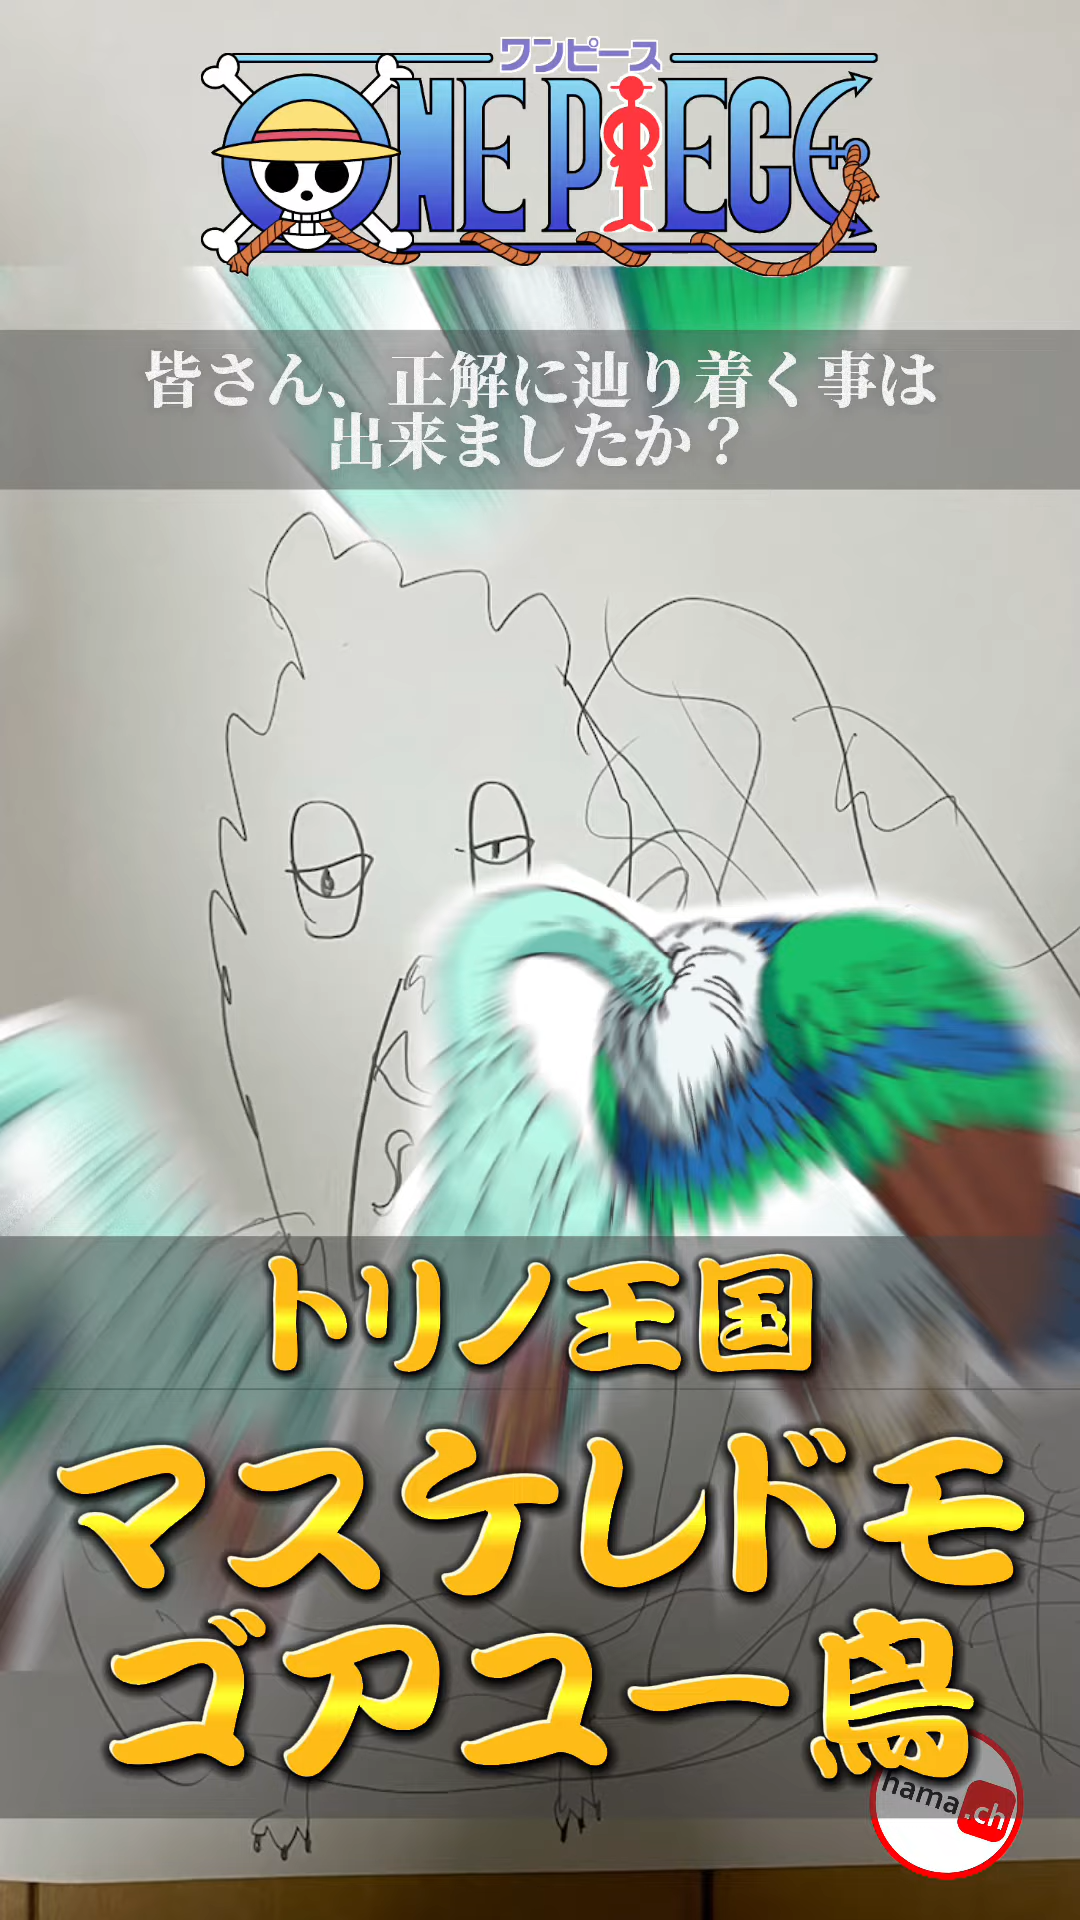 ワンピース
ONE PIECE
皆さん、正解に辿り着く事は
出来ましたか？
トリノ王国
マスケレドモ
ゴアユー鳥
hama.ch